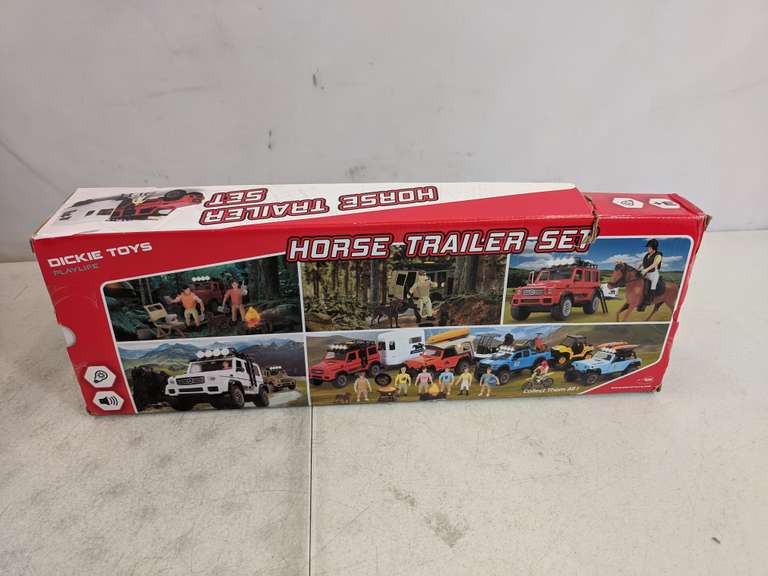 HORSE TRAILER
SET
DICKIE TOYS
PLAYLIFE
HORSE TRAILER SET
Collect Them All!